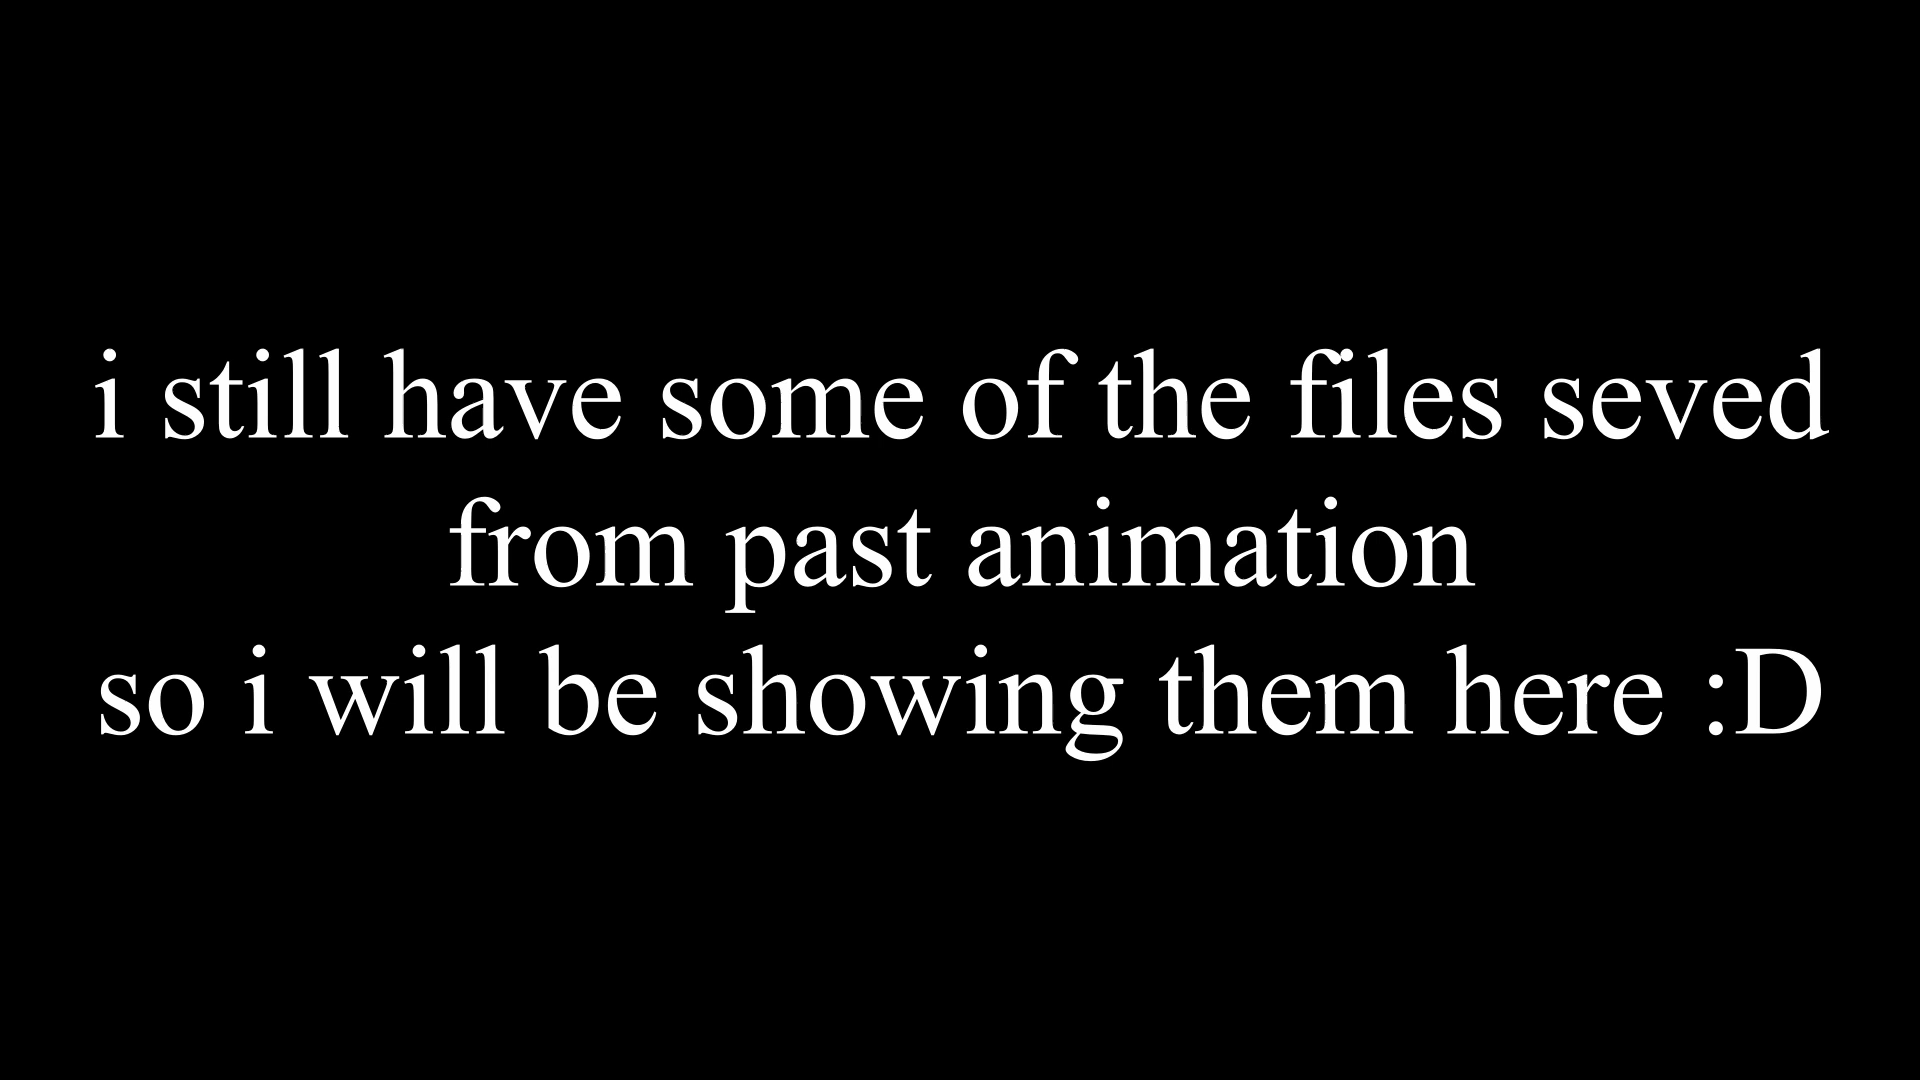 i still have some of the files seved
from past animation
so i will be showing them here :D